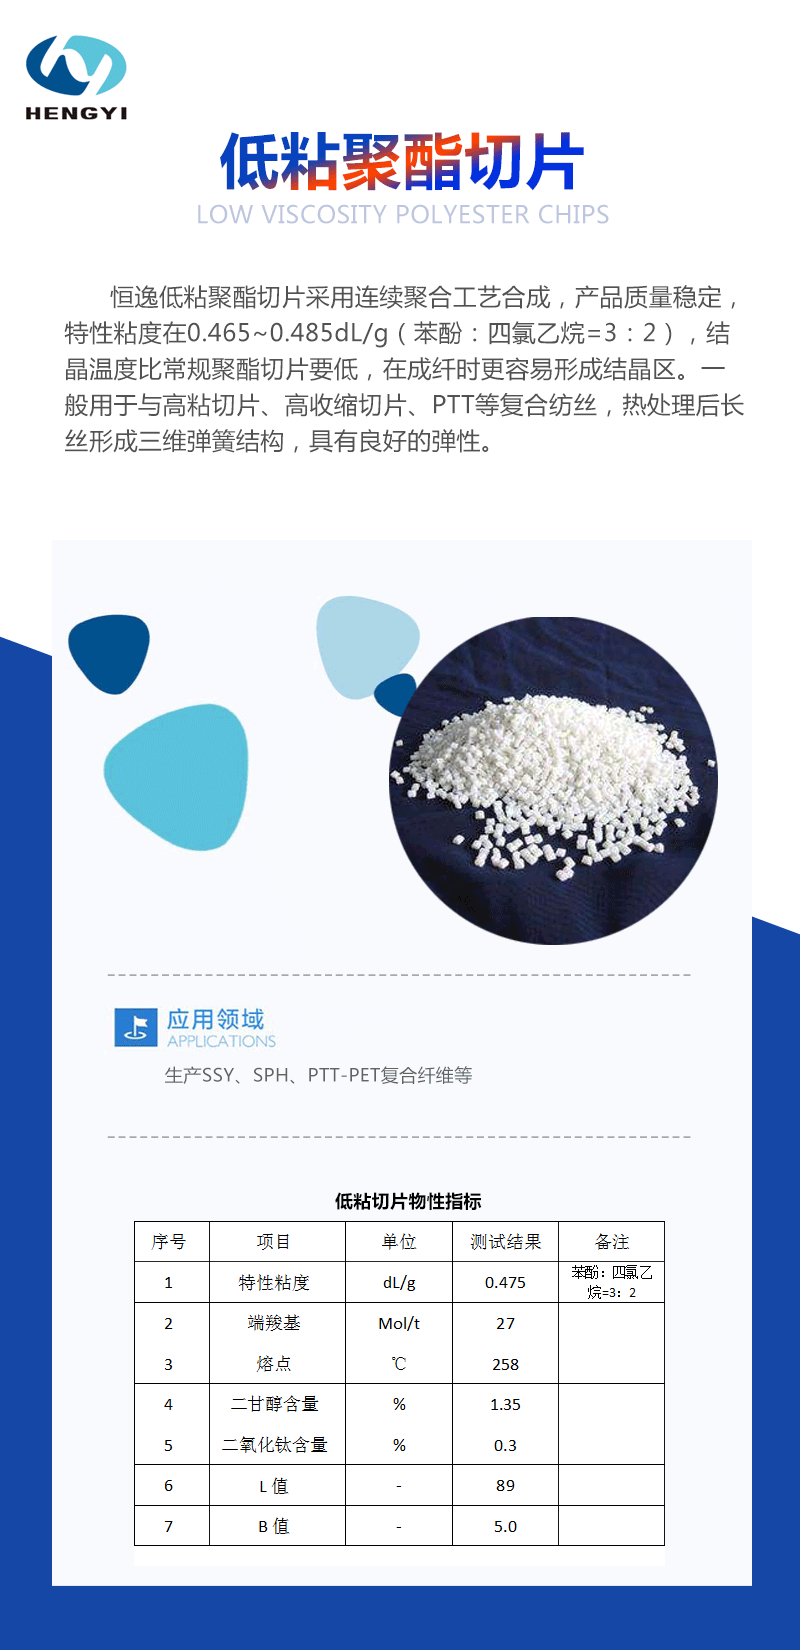 HENGYI
低粘聚酯切片
LOW VISCOSITY POLYESTER CHIPS
恒逸低粘聚酯切片采用连续聚合工艺合成，产品质量稳定，
特性粘度在0.465~0.485dL/g（苯酚：四氯乙烷=3：2），结
晶温度比常规聚酯切片要低，在成纤时更容易形成结晶区。一
般用于与高粘切片、高收缩切片、PTT等复合纺丝，热处理后长
丝形成三维弹簧结构，具有良好的弹性。
应用领域
APPLICATIONS
生产SSY、SPH、PTT-PET复合纤维等
低粘切片物性指标
序号 项目 单位 测试结果 备注
1 特性粘度 dL/g 0.475 苯酚：四氯乙
烷=3：2
2 端羧基 Mol/t 27
3 熔点 ℃ 258
4 二甘醇含量 % 1.35
5 二氧化钛含量 % 0.3
6 L 值 - 89
7 B 值 - 5.0